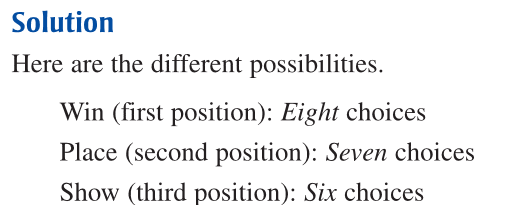 Solution
Here are the different possibilities.
Win (first position): Eight choices
Place (second position): Seven choices
Show (third position): Six choices